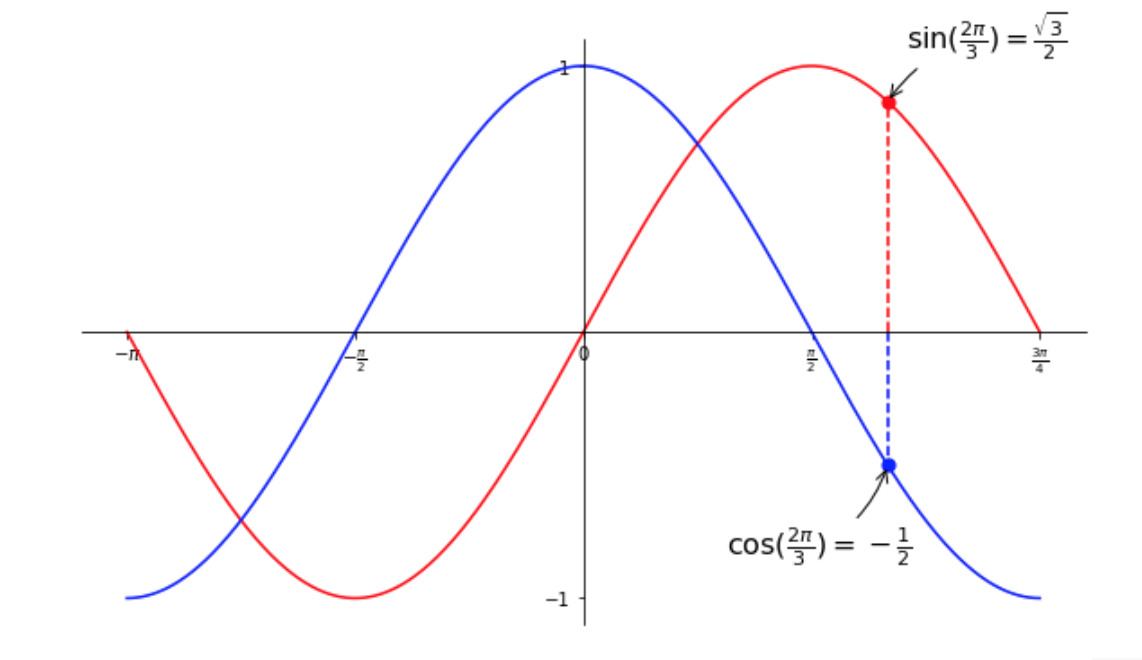 sin(2π/3) = √3/2
1
−π
−π/2
0
π/2
3π/4
cos(2π/3) = −1/2
−1